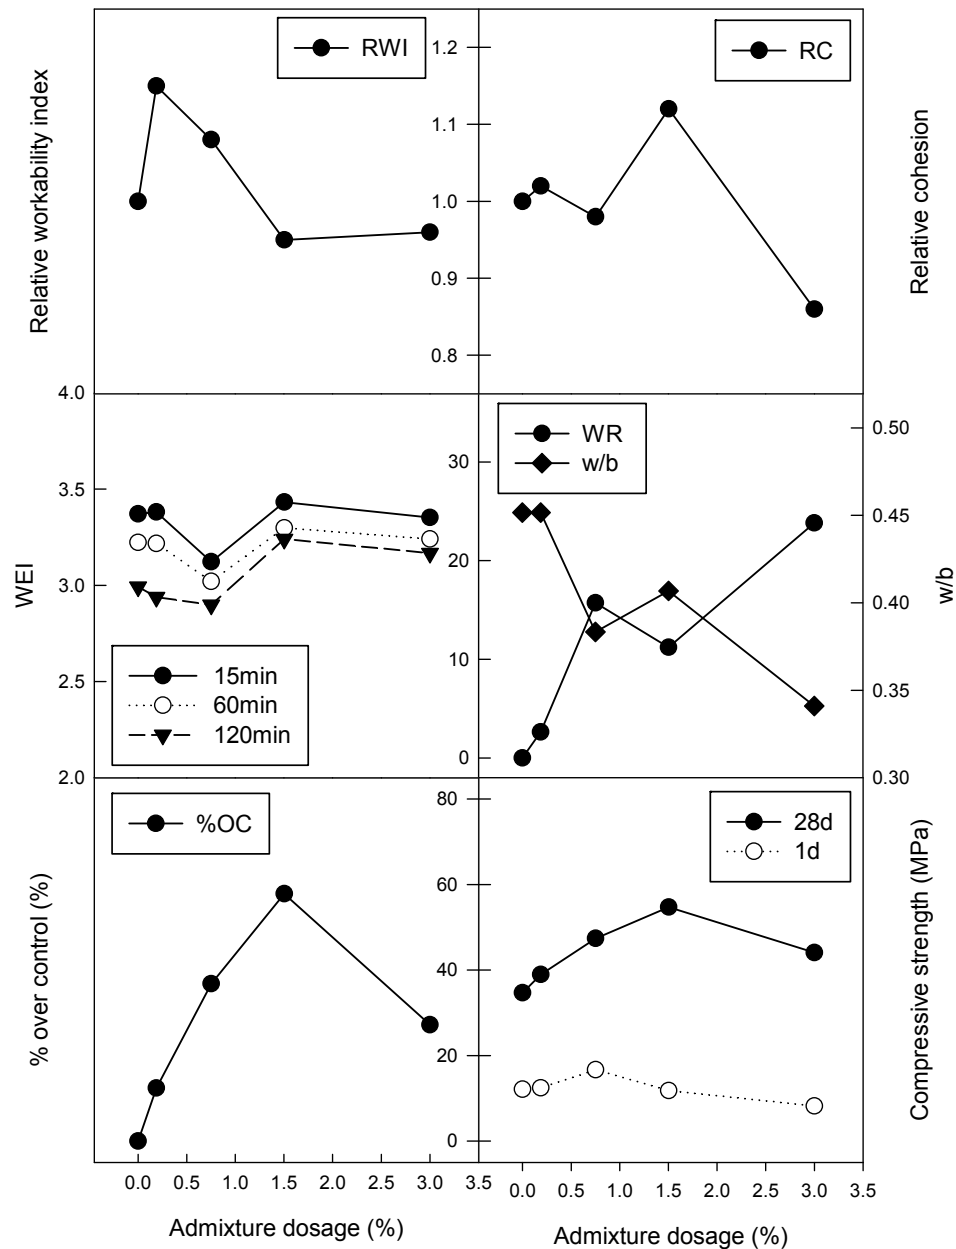 RWI
RC
Relative workability index
1.2
1.1
1.0
0.9
0.8
Relative cohesion
4.0
3.5
3.0
2.5
2.0
WEI
15min
60min
120min
WR
w/b
30
20
10
0
0.50
0.45
0.40
0.35
0.30
w/b
%OC
28d
1d
% over control (%)
80
60
40
20
0
Compressive strength (MPa)
0.0 0.5 1.0 1.5 2.0 2.5 3.0 3.5
0.0 0.5 1.0 1.5 2.0 2.5 3.0 3.5
Admixture dosage (%)
Admixture dosage (%)